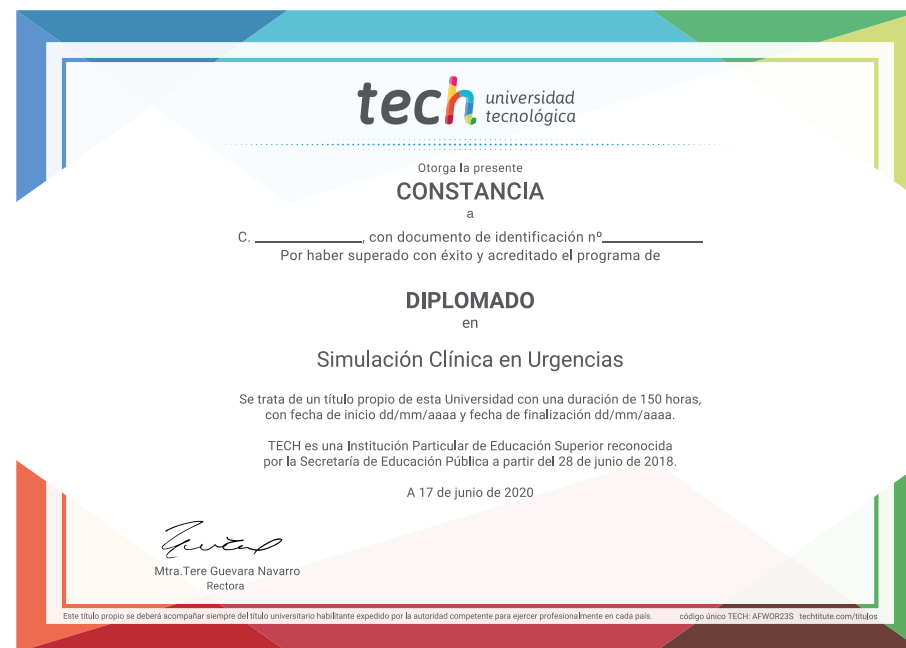 tech universidad
tecnológica
Otorga la presente
CONSTANCIA
a
C. ____________, con documento de identificación nº____________
Por haber superado con éxito y acreditado el programa de
DIPLOMADO
en
Simulación Clínica en Urgencias
Se trata de un título propio de esta Universidad con una duración de 150 horas,
con fecha de inicio dd/mm/aaaa y fecha de finalización dd/mm/aaaa.
TECH es una Institución Particular de Educación Superior reconocida
por la Secretaría de Educación Pública a partir del 28 de junio de 2018.
A 17 de junio de 2020
Mtra.Tere Guevara Navarro
Rectora
Este título propio se deberá acompañar siempre del título universitario habilitante expedido por la autoridad competente para ejercer profesionalmente en cada país. código único TECH: AFWOR23S techtitute.com/titulos